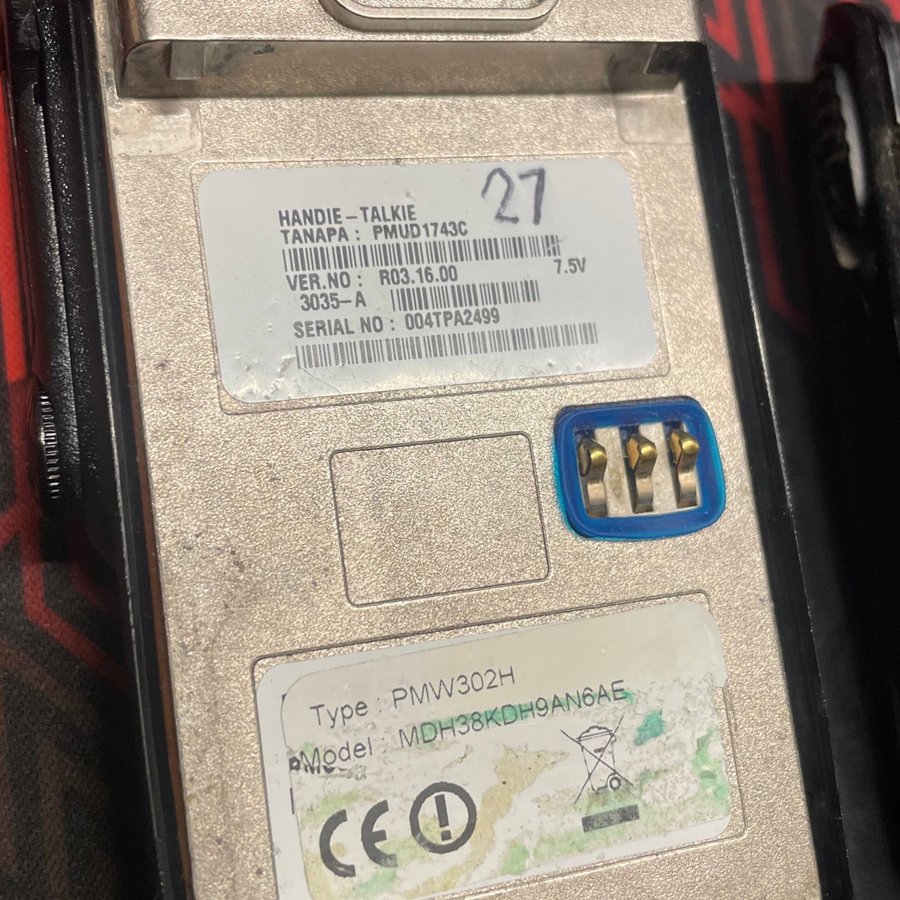 27
HANDIE-TALKIE
TANAPA : PMUD1743C
VER.NO : R03.16.00 7.5V
3035-A
SERIAL NO : 004TPA2499
Type : PMW302H
Model : MDH38KDH9AN6AE
CE